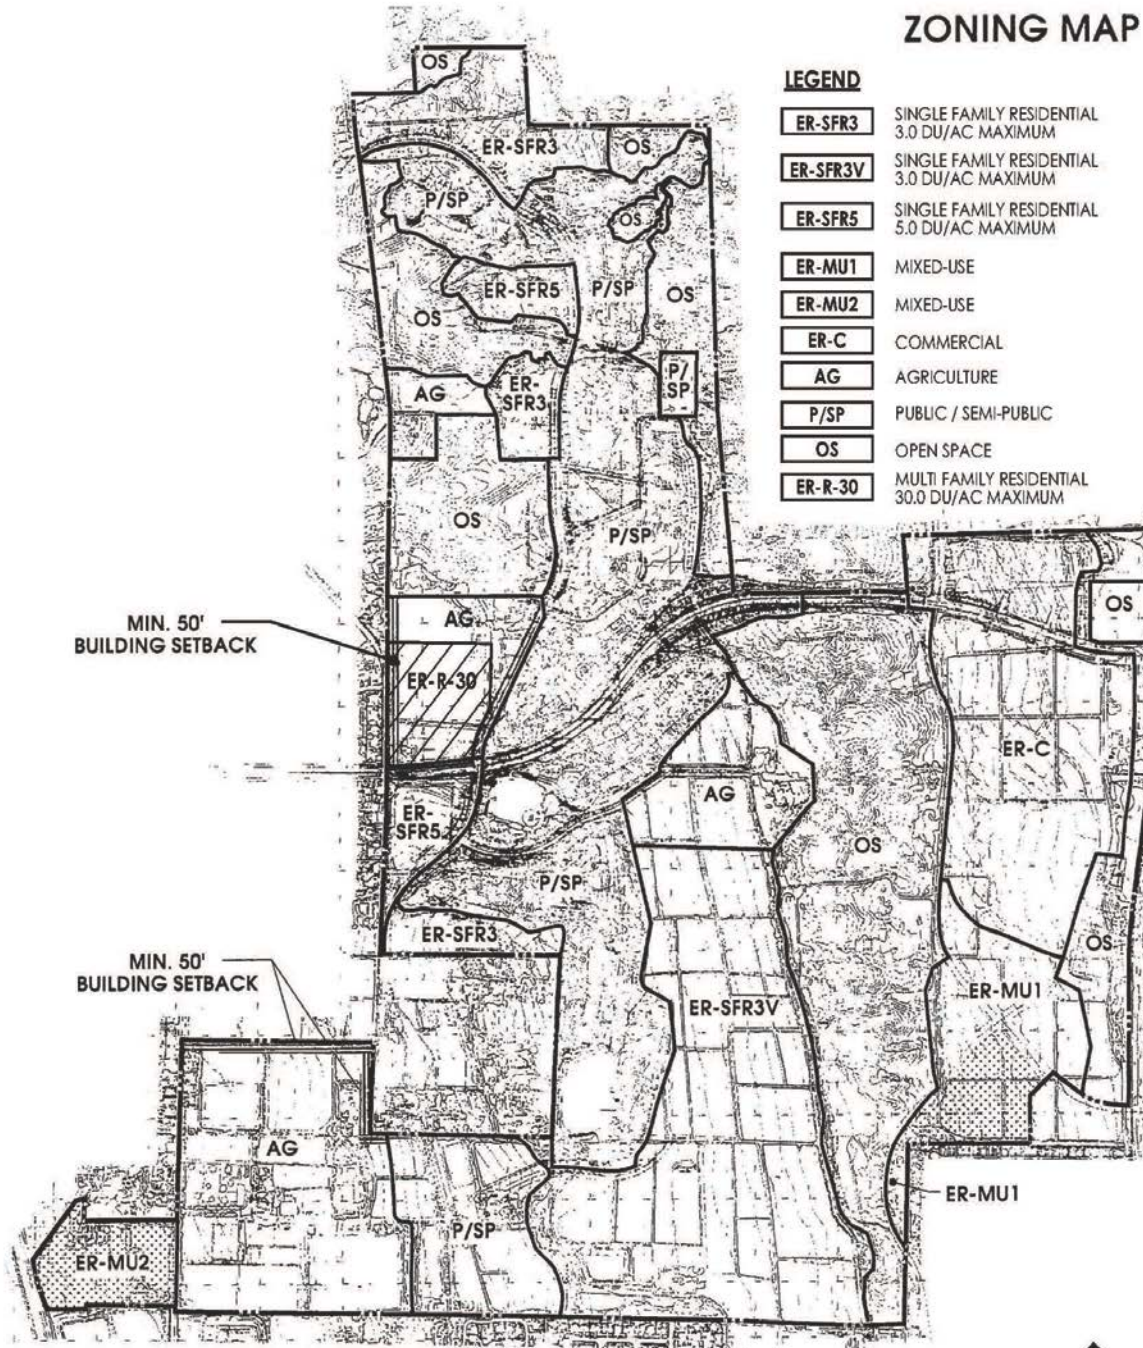 ZONING MAP
LEGEND
ER-SFR3 SINGLE FAMILY RESIDENTIAL
3.0 DU/AC MAXIMUM
ER-SFR3V SINGLE FAMILY RESIDENTIAL
3.0 DU/AC MAXIMUM
ER-SFR5 SINGLE FAMILY RESIDENTIAL
5.0 DU/AC MAXIMUM
ER-MU1 MIXED-USE
ER-MU2 MIXED-USE
ER-C COMMERCIAL
AG AGRICULTURE
P/SP PUBLIC / SEMI-PUBLIC
OS OPEN SPACE
ER-R-30 MULTI FAMILY RESIDENTIAL
30.0 DU/AC MAXIMUM
OS
ER-SFR3
OS
P/SP
OS
ER-SFR5
P/SP
OS
OS
AG
ER-
SFR3
P/
SP
OS
P/SP
OS
MIN. 50'
BUILDING SETBACK
AG
ER-R-30
ER-C
AG
ER-
SFR5
OS
P/SP
ER-SFR3
OS
MIN. 50'
BUILDING SETBACK
ER-SFR3V
ER-MU1
AG
ER-MU1
P/SP
ER-MU2